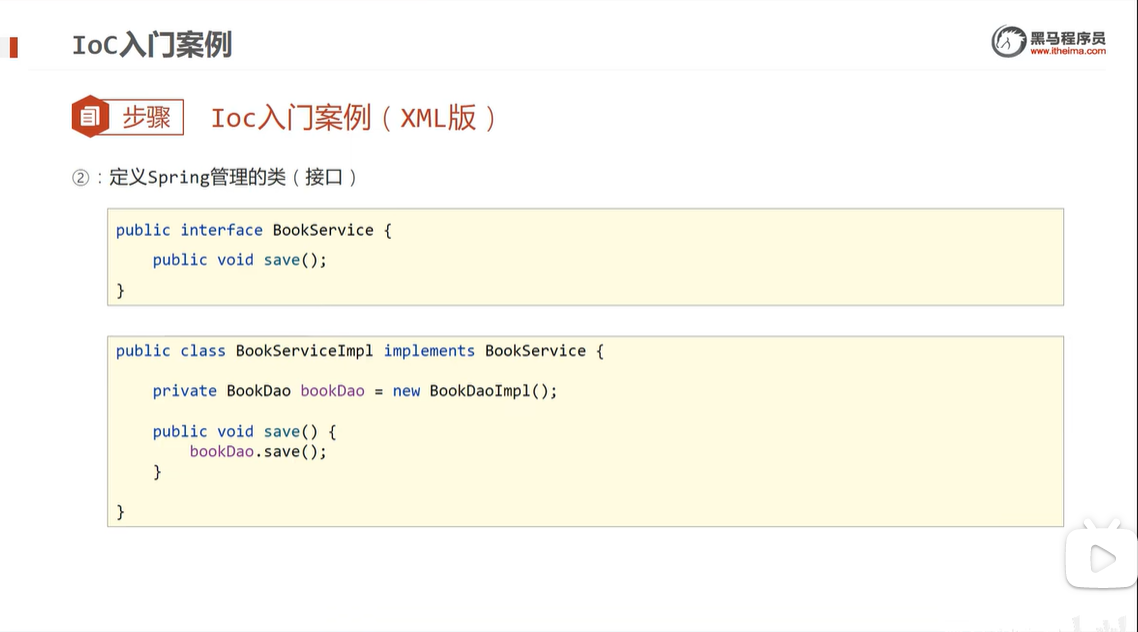 IoC入门案例
黑马程序员
www.itheima.com
步骤 Ioc入门案例（XML版）
②：定义Spring管理的类（接口）
public interface BookService {
    public void save();
}
public class BookServiceImpl implements BookService {
    private BookDao bookDao = new BookDaoImpl();
    public void save() {
        bookDao.save();
    }
}